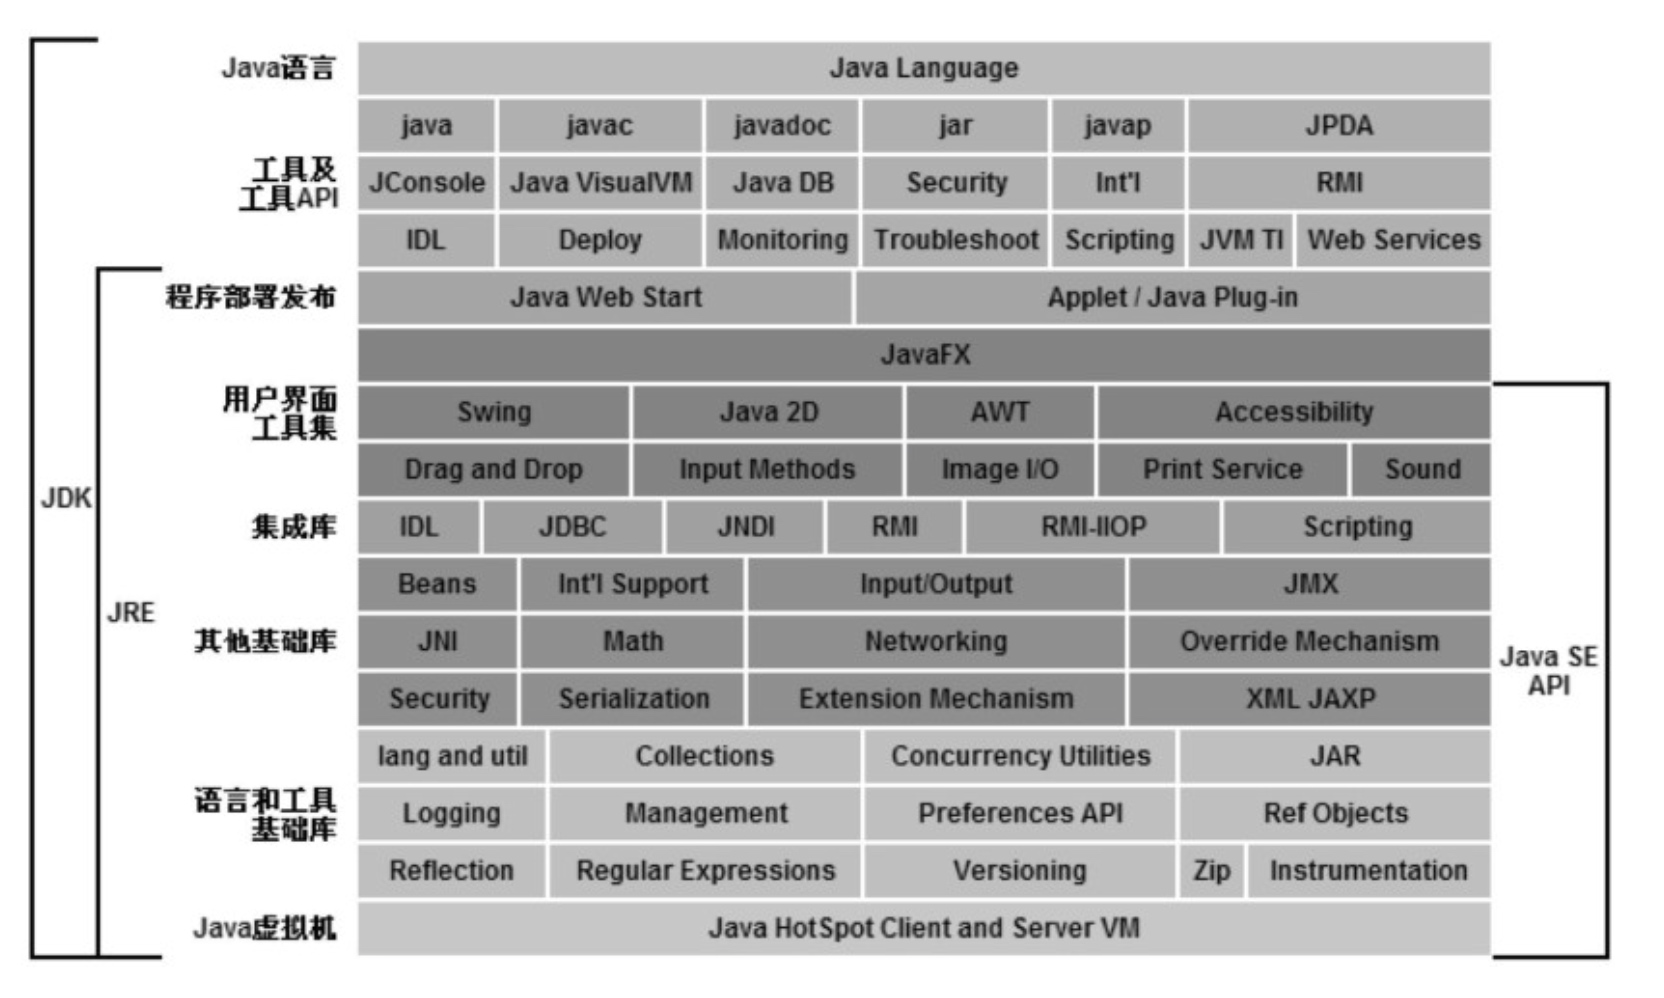 Java语言
Java Language
java javac javadoc jar javap JPDA
工具及
工具API
JConsole Java VisualVM Java DB Security Int'l RMI
IDL Deploy Monitoring Troubleshoot Scripting JVM TI Web Services
程序部署发布
Java Web Start Applet / Java Plug-in
JavaFX
用户界面
工具集
Swing Java 2D AWT Accessibility
Drag and Drop Input Methods Image I/O Print Service Sound
JDK
集成库
IDL JDBC JNDI RMI RMI-IIOP Scripting
Beans Int'l Support Input/Output JMX
JRE
其他基础库
JNI Math Networking Override Mechanism
Java SE
API
Security Serialization Extension Mechanism XML JAXP
lang and util Collections Concurrency Utilities JAR
语言和工具
基础库
Logging Management Preferences API Ref Objects
Reflection Regular Expressions Versioning Zip Instrumentation
Java虚拟机
Java HotSpot Client and Server VM